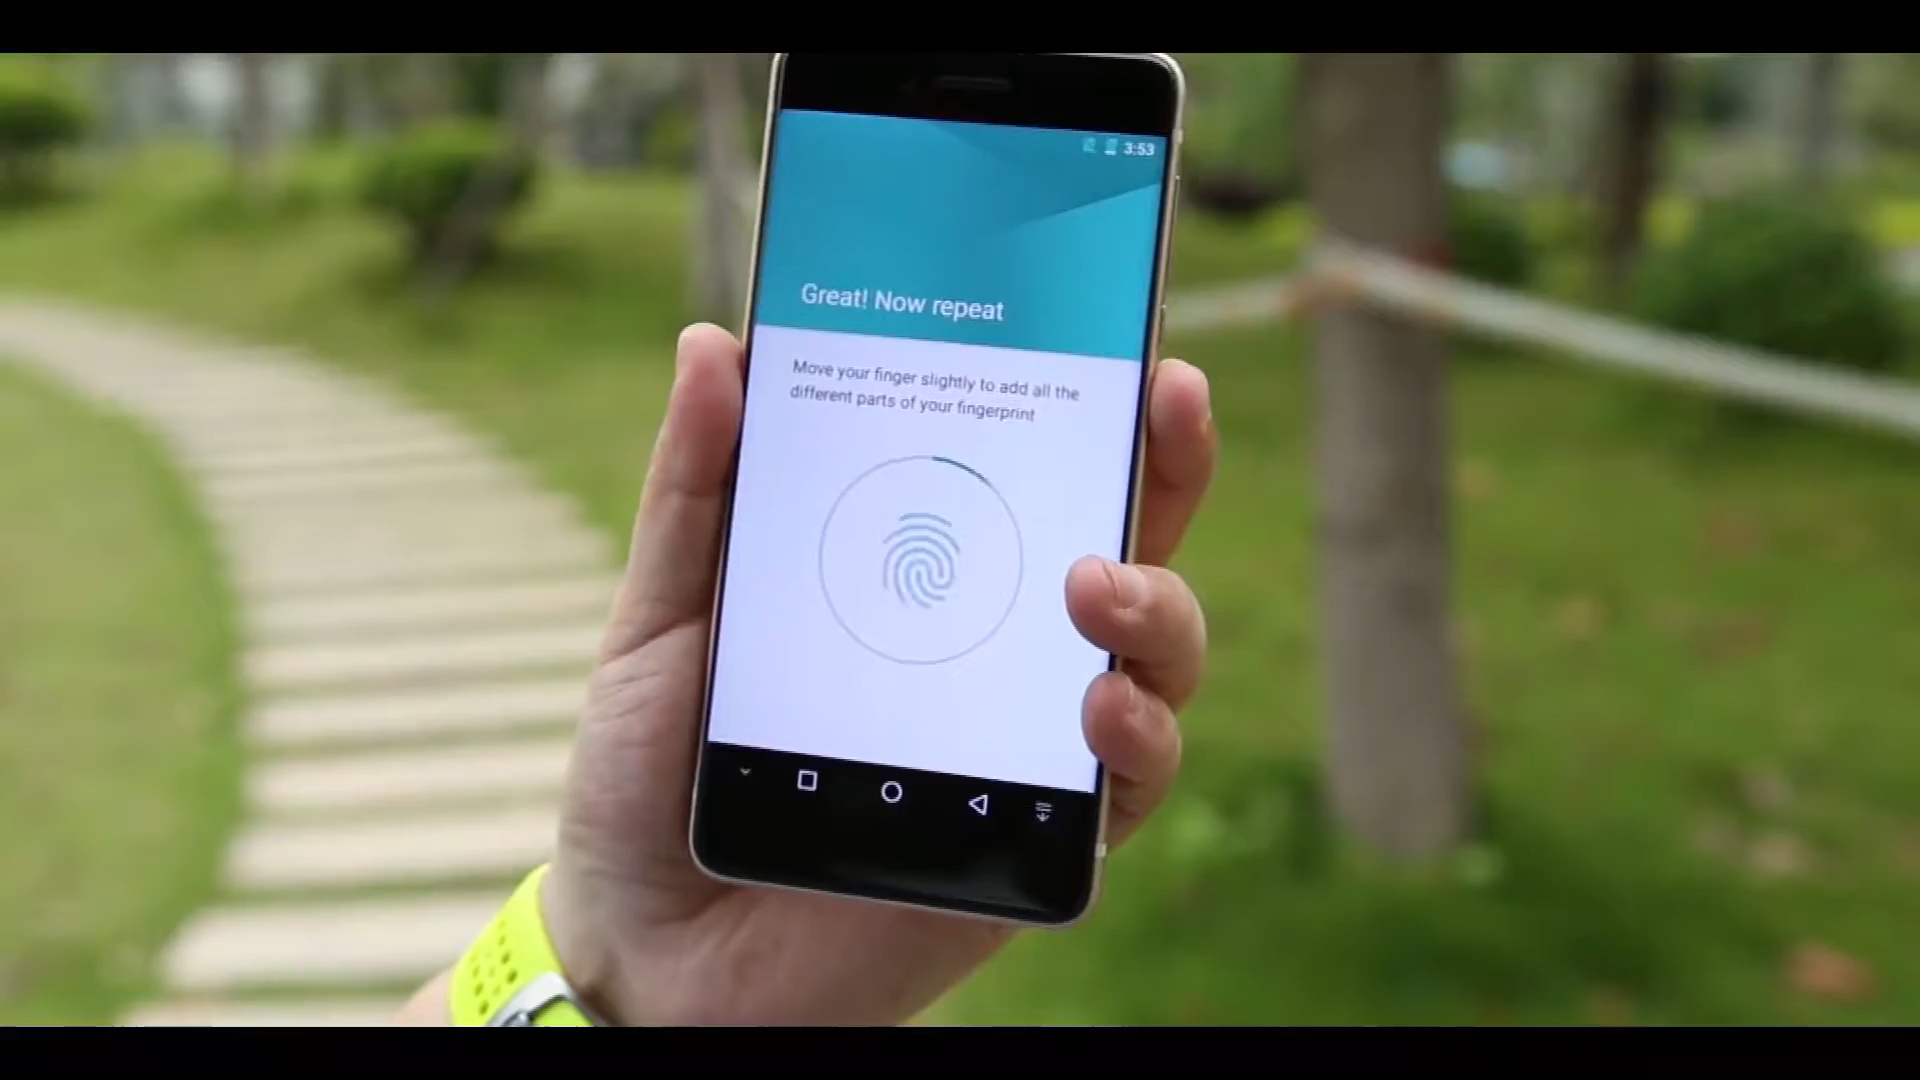 3:53
Great! Now repeat
Move your finger slightly to add all the
different parts of your fingerprint